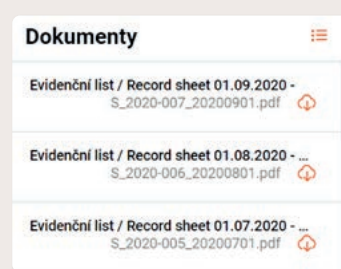 Dokumenty
Evidenční list / Record sheet 01.09.2020 -
S_2020-007_20200901.pdf
Evidenční list / Record sheet 01.08.2020 - ...
S_2020-006_20200801.pdf
Evidenční list / Record sheet 01.07.2020 - ...
S_2020-005_20200701.pdf